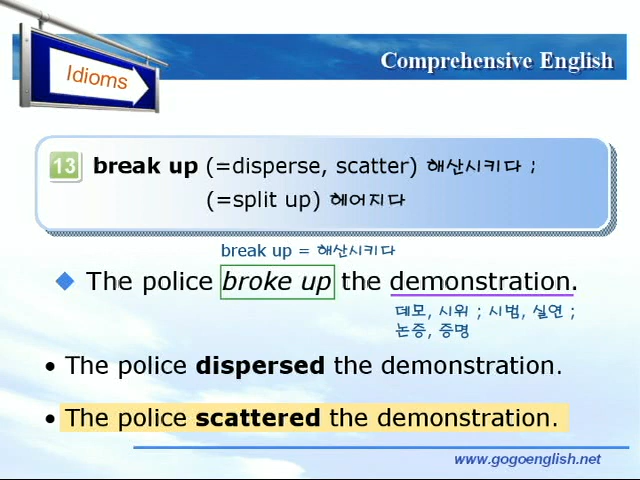 Idioms
Comprehensive English
13 break up (=disperse, scatter) 해산시키다 ;
(=split up) 헤어지다
break up = 해산시키다
◆ The police broke up the demonstration.
데모, 시위 ; 시범, 실연 ;
논증, 증명
• The police dispersed the demonstration.
• The police scattered the demonstration.
www.gogoenglish.net